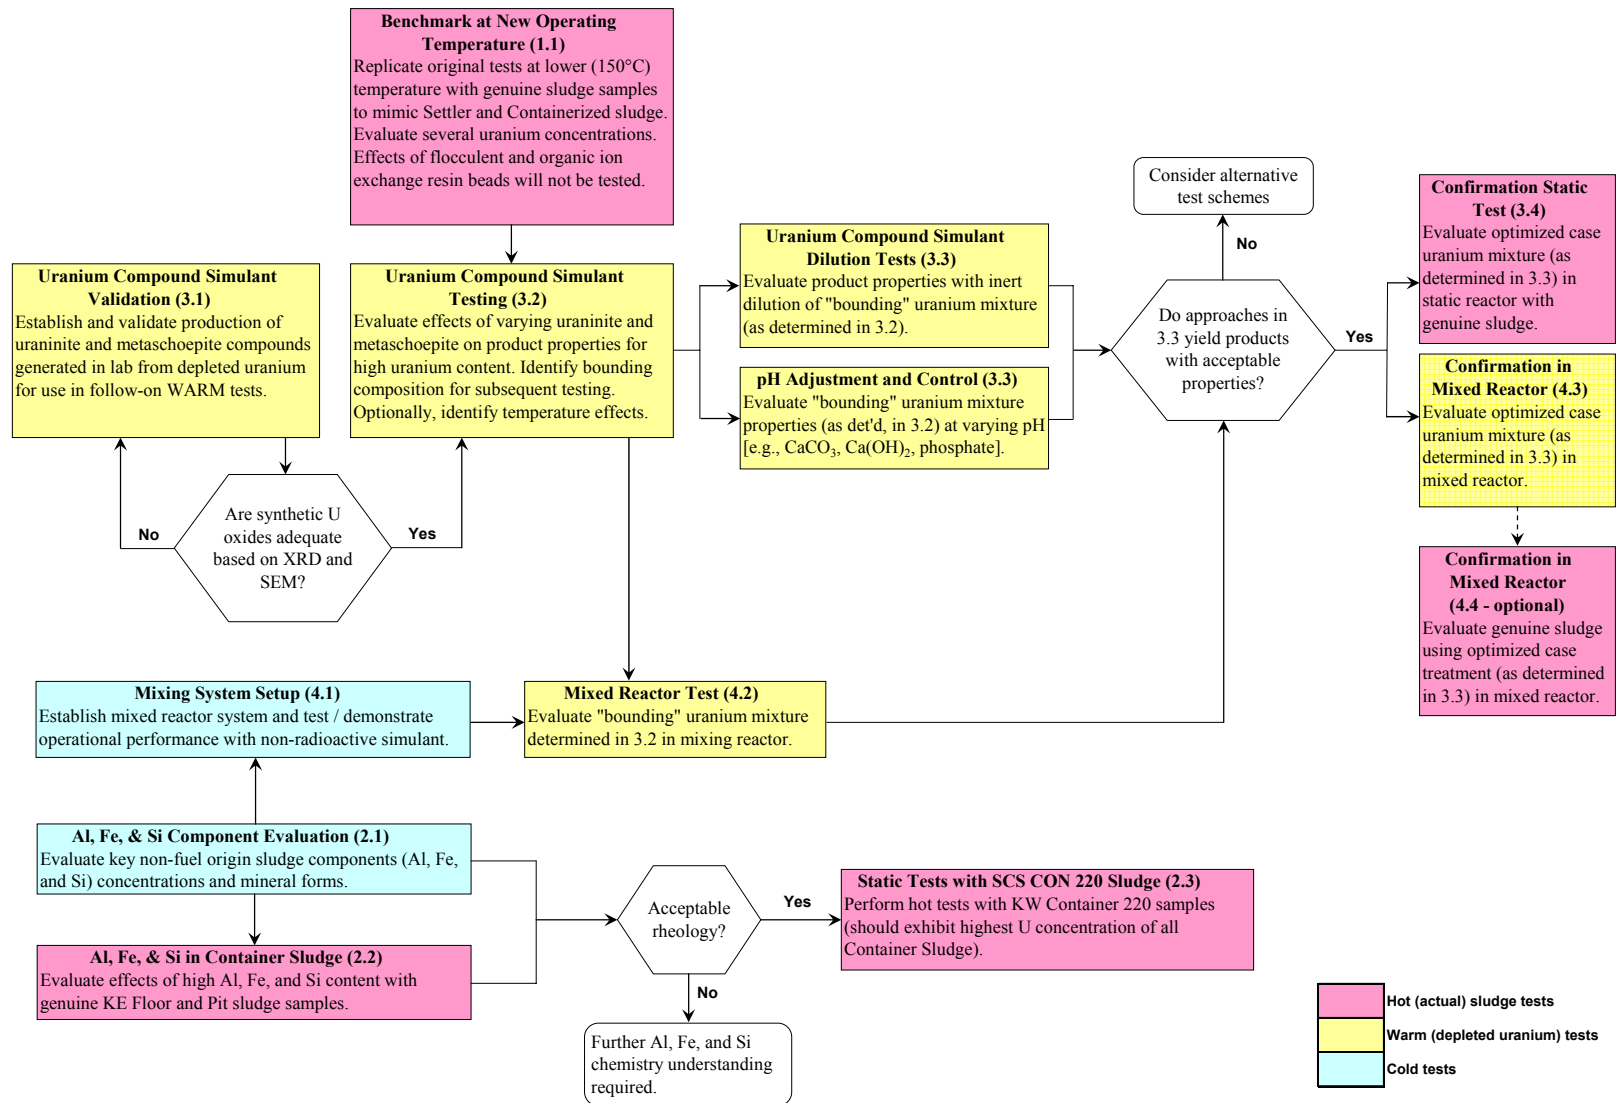 Benchmark at New Operating
Temperature (1.1)
Replicate original tests at lower (150°C)
temperature with genuine sludge samples
to mimic Settler and Containerized sludge.
Evaluate several uranium concentrations.
Effects of flocculent and organic ion
exchange resin beads will not be tested.
Uranium Compound Simulant
Validation (3.1)
Establish and validate production of
uraninite and metaschoepite compounds
generated in lab from depleted uranium
for use in follow-on WARM tests.
Uranium Compound Simulant
Testing (3.2)
Evaluate effects of varying uraninite and
metaschoepite on product properties for
high uranium content. Identify bounding
composition for subsequent testing.
Optionally, identify temperature effects.
Uranium Compound Simulant
Dilution Tests (3.3)
Evaluate product properties with inert
dilution of "bounding" uranium mixture
(as determined in 3.2).
pH Adjustment and Control (3.3)
Evaluate "bounding" uranium mixture
properties (as det'd, in 3.2) at varying pH
[e.g., CaCO₃, Ca(OH)₂, phosphate].
Consider alternative
test schemes
No
Do approaches in
3.3 yield products
with acceptable
properties?
Yes
Confirmation Static
Test (3.4)
Evaluate optimized case
uranium mixture (as
determined in 3.3) in
static reactor with
genuine sludge.
Confirmation in
Mixed Reactor (4.3)
Evaluate optimized case
uranium mixture (as
determined in 3.3) in
mixed reactor.
Confirmation in
Mixed Reactor
(4.4 - optional)
Evaluate genuine sludge
using optimized case
treatment (as determined
in 3.3) in mixed reactor.
No
Are synthetic U
oxides adequate
based on XRD and
SEM?
Yes
Mixing System Setup (4.1)
Establish mixed reactor system and test / demonstrate
operational performance with non-radioactive simulant.
Mixed Reactor Test (4.2)
Evaluate "bounding" uranium mixture
determined in 3.2 in mixing reactor.
Al, Fe, & Si Component Evaluation (2.1)
Evaluate key non-fuel origin sludge components (Al, Fe,
and Si) concentrations and mineral forms.
Al, Fe, & Si in Container Sludge (2.2)
Evaluate effects of high Al, Fe, and Si content with
genuine KE Floor and Pit sludge samples.
Acceptable
rheology?
Yes
Static Tests with SCS CON 220 Sludge (2.3)
Perform hot tests with KW Container 220 samples
(should exhibit highest U concentration of all
Container Sludge).
No
Further Al, Fe, and Si
chemistry understanding
required.
Hot (actual) sludge tests
Warm (depleted uranium) tests
Cold tests